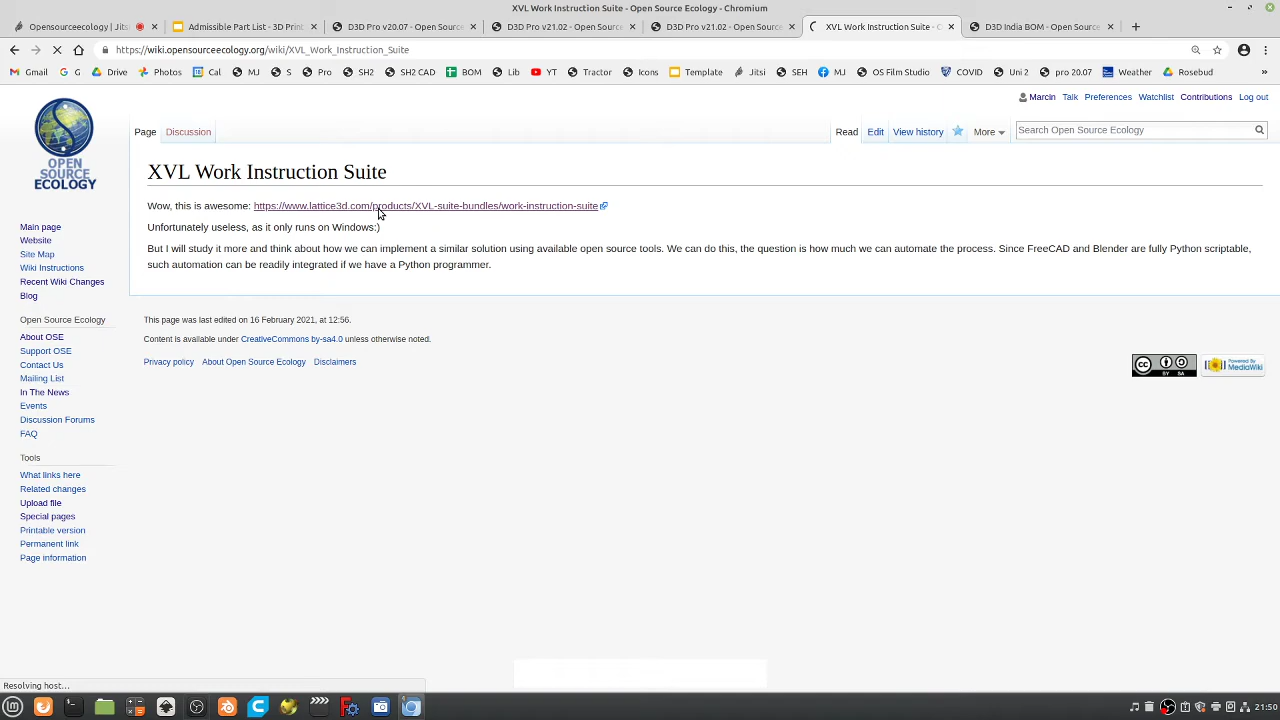 XVL Work Instruction Suite - Open Source Ecology - Chromium
Opensourceecology | Jitsi
Admissible Part List - 3D Print
D3D Pro v20.07 - Open Source
D3D Pro v21.02 - Open Source
D3D Pro v21.02 - Open Source
XVL Work Instruction Suite - O
D3D India BOM - Open Source
https://wiki.opensourceecology.org/wiki/XVL_Work_Instruction_Suite
Gmail G Drive Photos Cal MJ S Pro SH2 SH2 CAD BOM Lib YT Tractor Icons Template Jitsi SEH MJ OS Film Studio COVID Uni 2 pro 20.07 Weather Rosebud »
Marcin Talk Preferences Watchlist Contributions Log out
Page Discussion Read Edit View history More Search Open Source Ecology
OPEN
SOURCE
ECOLOGY
XVL Work Instruction Suite
Wow, this is awesome: https://www.lattice3d.com/products/XVL-suite-bundles/work-instruction-suite
Unfortunately useless, as it only runs on Windows:)
But I will study it more and think about how we can implement a similar solution using available open source tools. We can do this, the question is how much we can automate the process. Since FreeCAD and Blender are fully Python scriptable,
such automation can be readily integrated if we have a Python programmer.
Main page
Website
Site Map
Wiki Instructions
Recent Wiki Changes
Blog
Open Source Ecology
About OSE
Support OSE
Contact Us
Mailing List
In The News
Events
Discussion Forums
FAQ
Tools
What links here
Related changes
Upload file
Special pages
Printable version
Permanent link
Page information
This page was last edited on 16 February 2021, at 12:56.
Content is available under CreativeCommons by-sa4.0 unless otherwise noted.
Privacy policy About Open Source Ecology Disclaimers
CC BY SA
Powered By
MediaWiki
Resolving host…
21:50